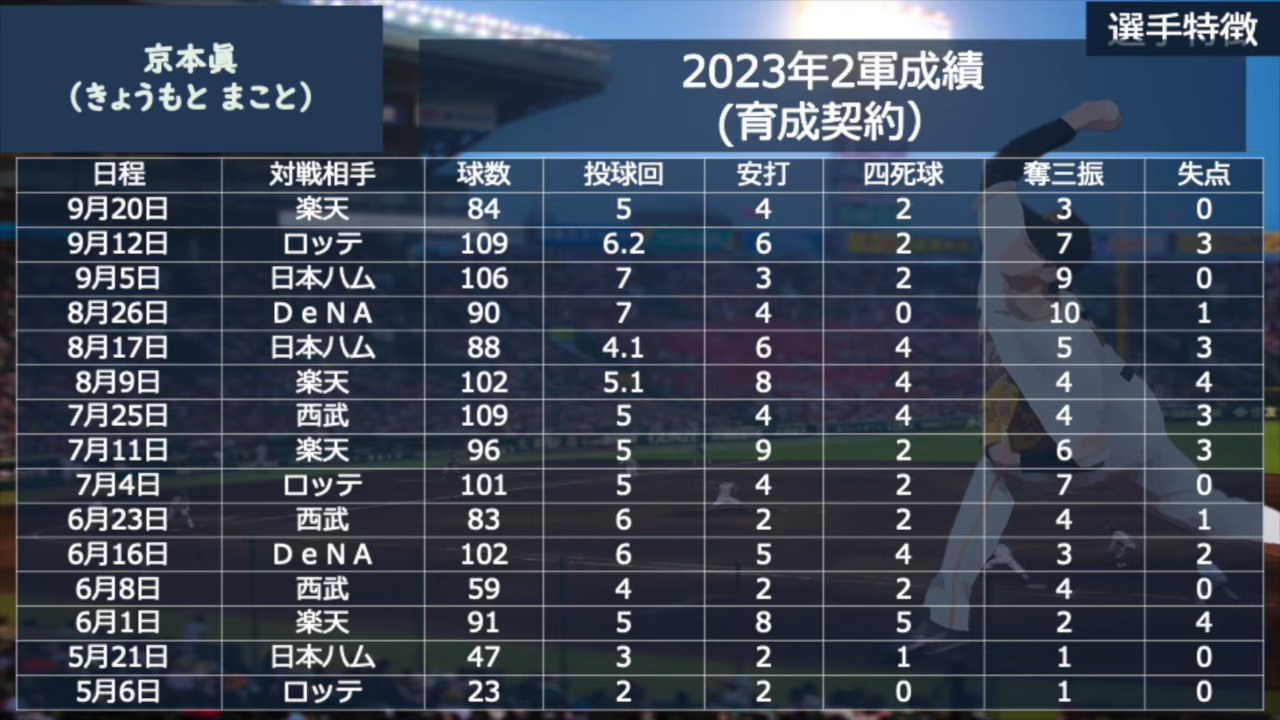 選手特徴
京本眞
（きょうもと まこと）
2023年2軍成績
(育成契約）
日程 対戦相手 球数 投球回 安打 四死球 奪三振 失点
9月20日 楽天 84 5 4 2 3 0
9月12日 ロッテ 109 6.2 6 2 7 3
9月5日 日本ハム 106 7 3 2 9 0
8月26日 ＤｅＮＡ 90 7 4 0 10 1
8月17日 日本ハム 88 4.1 6 4 5 3
8月9日 楽天 102 5.1 8 4 4 4
7月25日 西武 109 5 4 4 4 3
7月11日 楽天 96 5 9 2 6 3
7月4日 ロッテ 101 5 4 2 7 0
6月23日 西武 83 6 2 2 4 1
6月16日 ＤｅＮＡ 102 6 5 4 3 2
6月8日 西武 59 4 2 2 4 0
6月1日 楽天 91 5 8 5 2 4
5月21日 日本ハム 47 3 2 1 1 0
5月6日 ロッテ 23 2 2 0 1 0